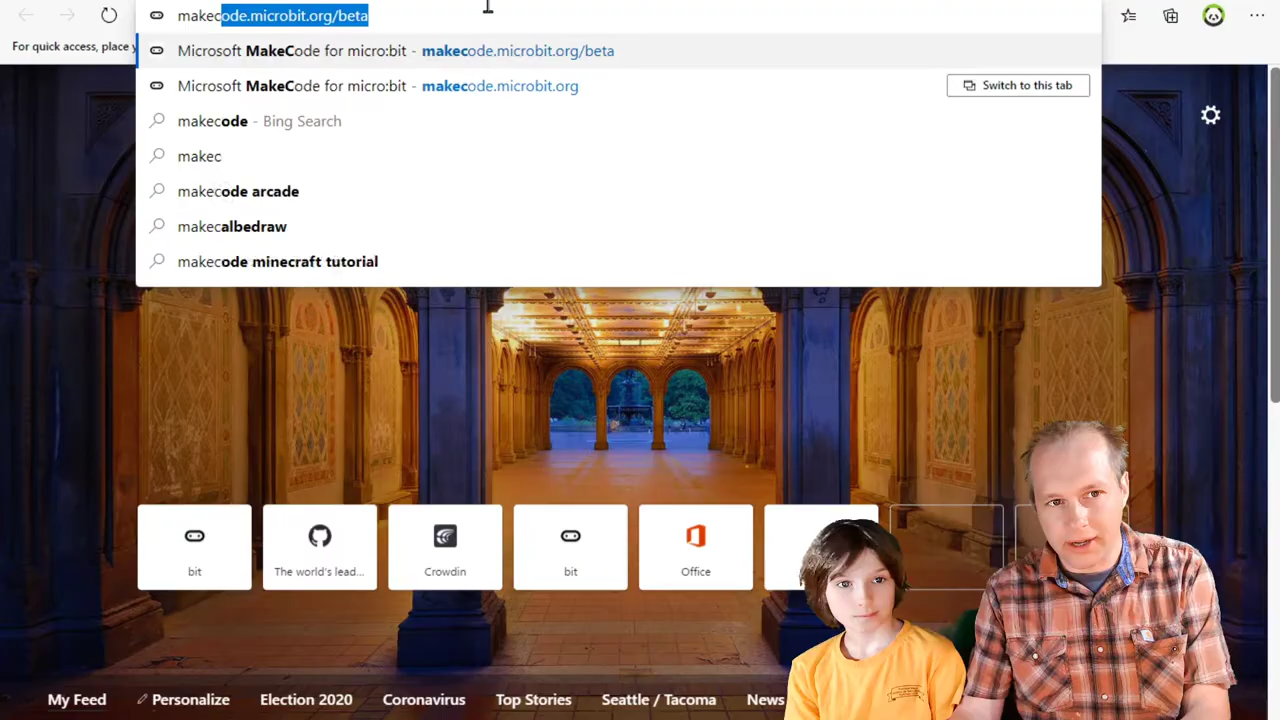 makecode.microbit.org/beta
For quick access, place y
Microsoft MakeCode for micro:bit - makecode.microbit.org/beta
Microsoft MakeCode for micro:bit - makecode.microbit.org
Switch to this tab
makecode - Bing Search
makec
makecode arcade
makecalbedraw
makecode minecraft tutorial
bit
The world's lead...
Crowdin
bit
Office
My Feed
Personalize
Election 2020
Coronavirus
Top Stories
Seattle / Tacoma
News